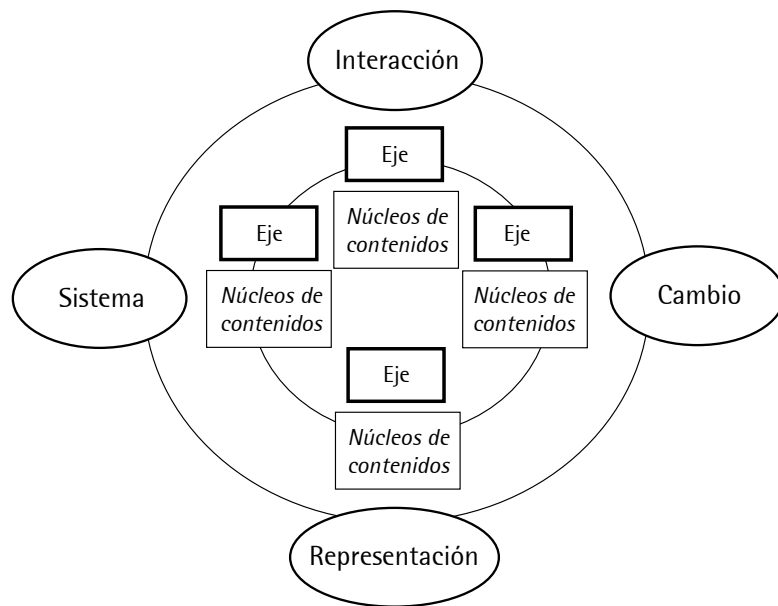 Interacción
Eje
Núcleos de
contenidos
Eje
Eje
Sistema
Núcleos de
contenidos
Núcleos de
contenidos
Cambio
Eje
Núcleos de
contenidos
Representación